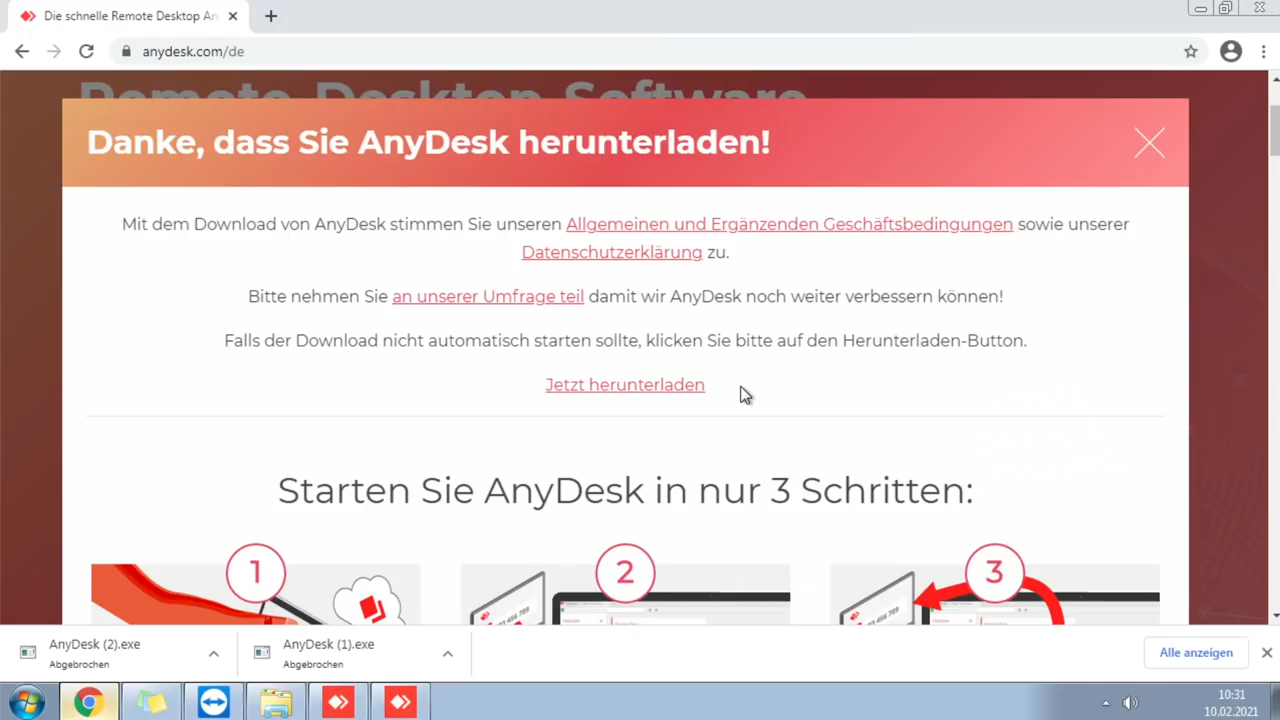 Die schnelle Remote Desktop An
anydesk.com/de
Remote-Desktop-Software
Danke, dass Sie AnyDesk herunterladen!
Mit dem Download von AnyDesk stimmen Sie unseren Allgemeinen und Ergänzenden Geschäftsbedingungen sowie unserer
Datenschutzerklärung zu.
Bitte nehmen Sie an unserer Umfrage teil damit wir AnyDesk noch weiter verbessern können!
Falls der Download nicht automatisch starten sollte, klicken Sie bitte auf den Herunterladen-Button.
Jetzt herunterladen
Starten Sie AnyDesk in nur 3 Schritten:
1
2
3
AnyDesk (2).exe
Abgebrochen
AnyDesk (1).exe
Abgebrochen
Alle anzeigen
10:31
10.02.2021